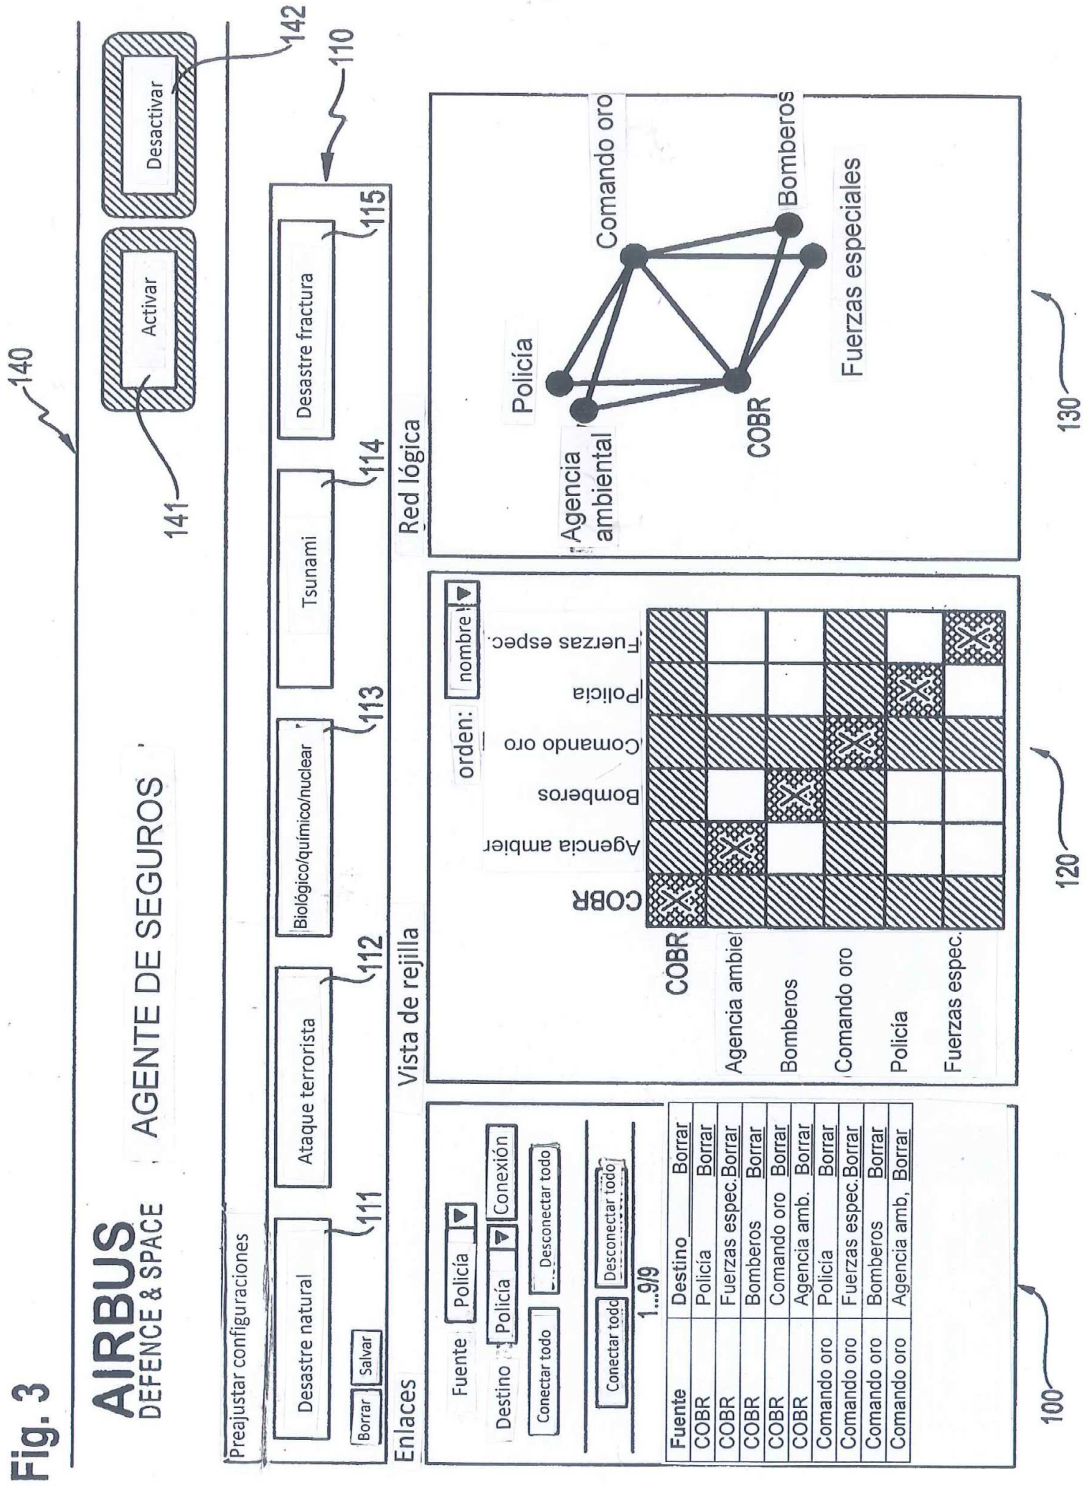 Fig. 3
140
AIRBUS
DEFENCE & SPACE
AGENTE DE SEGUROS
Activar
Desactivar
141
142
Preajustar configuraciones
110
Desastre natural
Ataque terrorista
Biológico/químico/nuclear
Tsunami
Desastre fractura
111
112
113
114
115
Borrar
Salvar
Enlaces
Fuente
Policía
Destino
Policía
Conexión
Conectar todo
Desconectar todo
Conectar todo
Desconectar todo
1...9/9
Fuente Destino Borrar
COBR Policía Borrar
COBR Fuerzas espec. Borrar
COBR Bomberos Borrar
COBR Comando oro Borrar
COBR Agencia amb. Borrar
Comando oro Policía Borrar
Comando oro Fuerzas espec. Borrar
Comando oro Bomberos Borrar
Comando oro Agencia amb, Borrar
100
Vista de rejilla
orden:
nombre
COBR
Agencia ambier
Bomberos
Comando oro
Policía
Fuerzas espec.
COBR
Agencia ambier
Bomberos
Comando oro
Policía
Fuerzas espec.
120
Red lógica
Policía
Agencia
ambiental
COBR
Comando oro
Bomberos
Fuerzas especiales
130